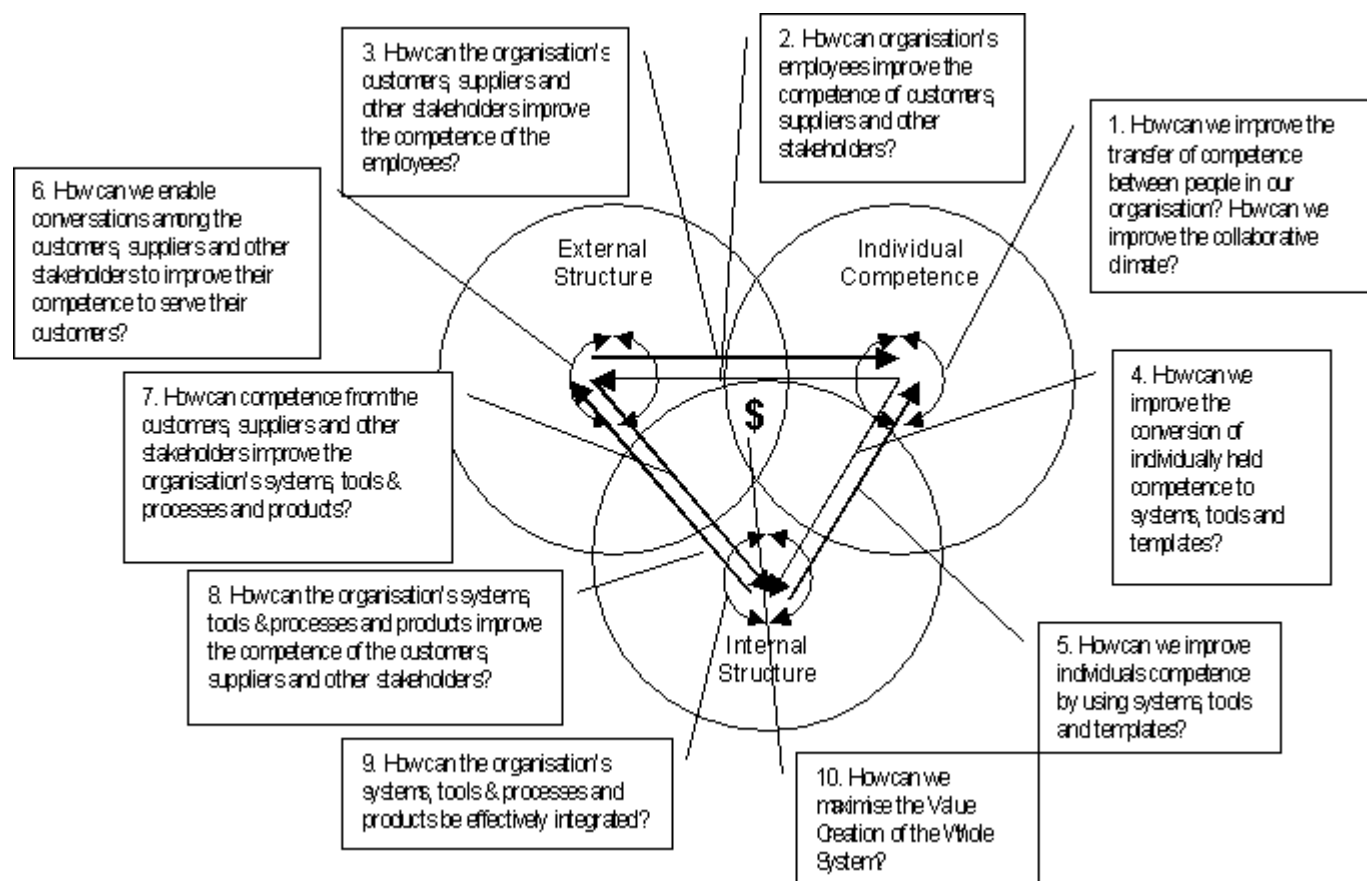 3. How can the organisation's
customers, suppliers and
other stakeholders improve
the competence of the
employees?
2. How can organisation's
employees improve the
competence of customers,
suppliers and other
stakeholders?
1. How can we improve the
transfer of competence
between people in our
organisation? How can we
improve the collaborative
climate?
6. How can we enable
conversations among the
customers, suppliers and other
stakeholders to improve their
competence to serve their
customers?
External
Structure
Individual
Competence
7. How can competence from the
customers, suppliers and other
stakeholders improve the
organisation's systems, tools &
processes and products?
$
4. How can we
improve the
conversion of
individually held
competence to
systems, tools and
templates?
8. How can the organisation's systems,
tools & processes and products improve
the competence of the customers,
suppliers and other stakeholders?
Internal
Structure
5. How can we improve
individuals competence
by using systems, tools
and templates?
9. How can the organisation's
systems, tools & processes and
products be effectively integrated?
10. How can we
maximise the Value
Creation of the Whole
System?